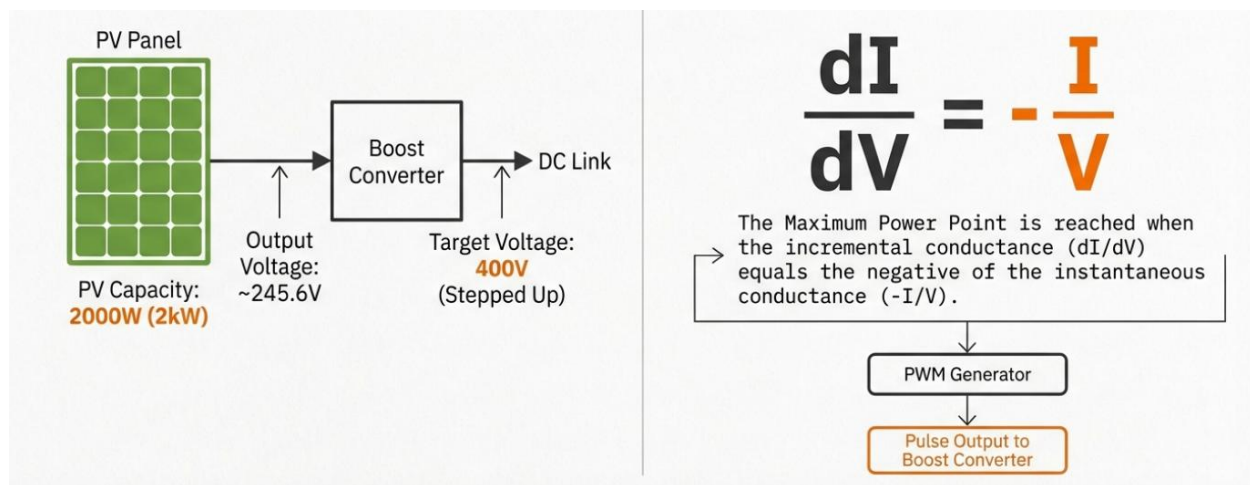 PV Panel
Boost
Converter
DC Link
Output
Voltage:
~245.6V
Target Voltage:
400V
(Stepped Up)
PV Capacity:
2000W (2kW)
dI/dV = - I/V
The Maximum Power Point is reached when
the incremental conductance (dI/dV)
equals the negative of the instantaneous
conductance (-I/V).
PWM Generator
Pulse Output to
Boost Converter